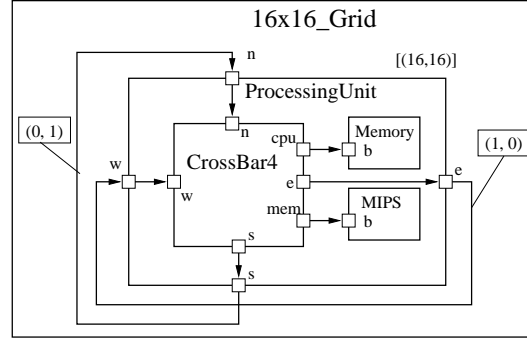 16x16_Grid
n
[(16,16)]
ProcessingUnit
(0, 1)
n
cpu
Memory
b
(1, 0)
w
CrossBar4
e
e
w
mem
MIPS
b
s
s